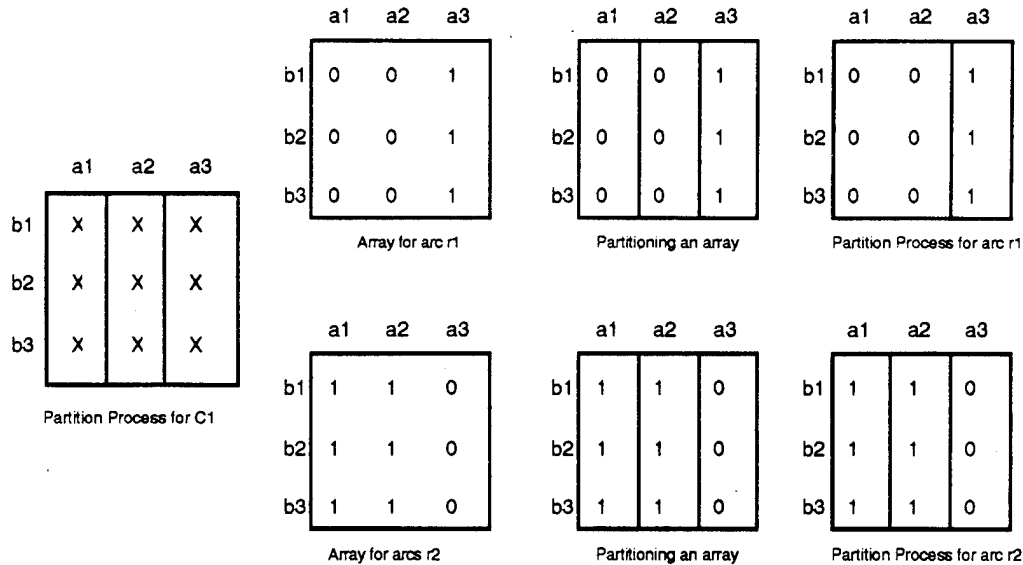 a1 a2 a3
b1 0 0 1
b2 0 0 1
b3 0 0 1
Array for arc r1
a1 a2 a3
b1 0 0 1
b2 0 0 1
b3 0 0 1
Partitioning an array
a1 a2 a3
b1 0 0 1
b2 0 0 1
b3 0 0 1
Partition Process for arc r1
a1 a2 a3
b1 X X X
b2 X X X
b3 X X X
Partition Process for C1
a1 a2 a3
b1 1 1 0
b2 1 1 0
b3 1 1 0
Array for arcs r2
a1 a2 a3
b1 1 1 0
b2 1 1 0
b3 1 1 0
Partitioning an array
a1 a2 a3
b1 1 1 0
b2 1 1 0
b3 1 1 0
Partition Process for arc r2